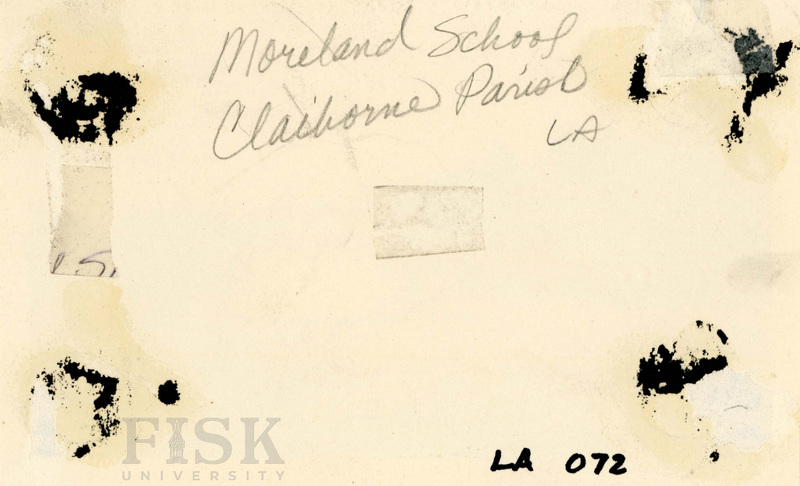 Moreland School
Claiborne Parish
LA
LA 072
FISK
UNIVERSITY